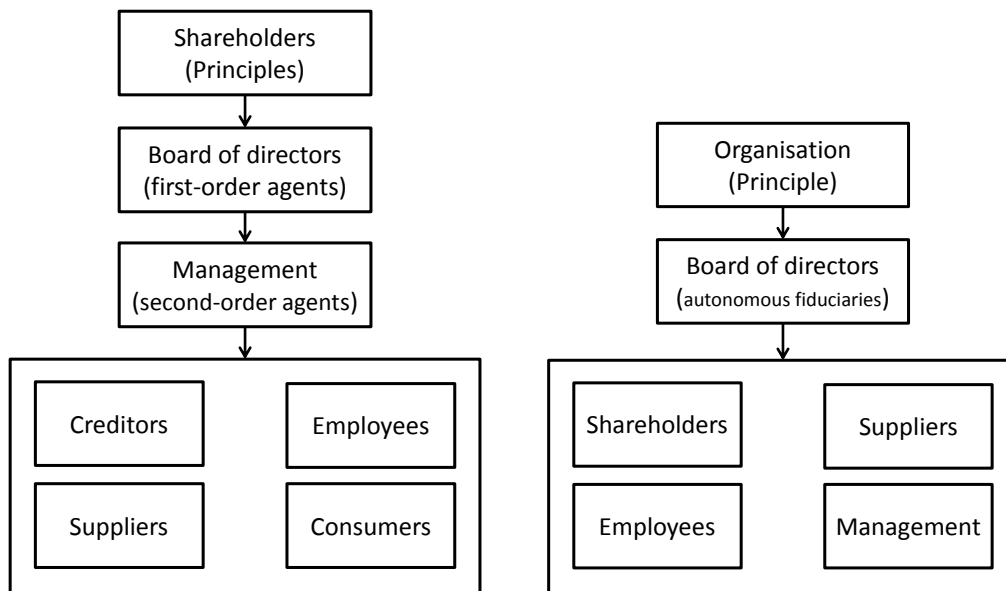 Shareholders
(Principles)
Board of directors
(first-order agents)
Management
(second-order agents)
Creditors
Employees
Suppliers
Consumers
Organisation
(Principle)
Board of directors
(autonomous fiduciaries)
Shareholders
Suppliers
Employees
Management